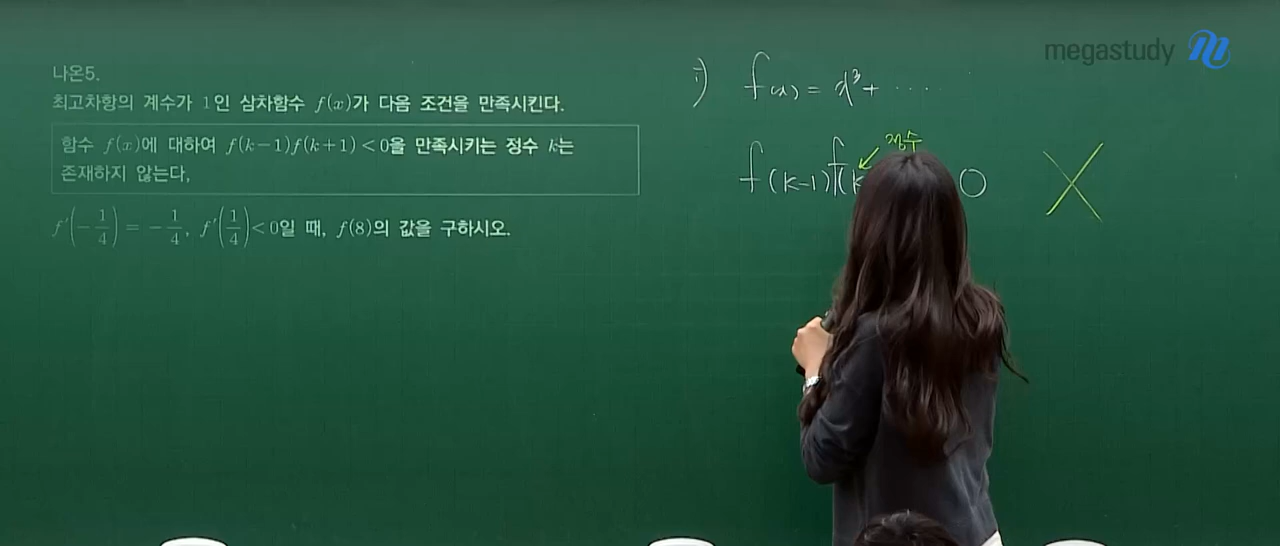 megastudy
나온5.
최고차항의 계수가 1인 삼차함수 f(x)가 다음 조건을 만족시킨다.
함수 f(x)에 대하여 f(k-1)f(k+1)<0을 만족시키는 정수 k는
존재하지 않는다,
f'(-1/4) = -1/4, f'(1/4)<0일 때, f(8)의 값을 구하시오.
i) f(x) = x³+ ·····
정수
f(k-1)f(k 0 X